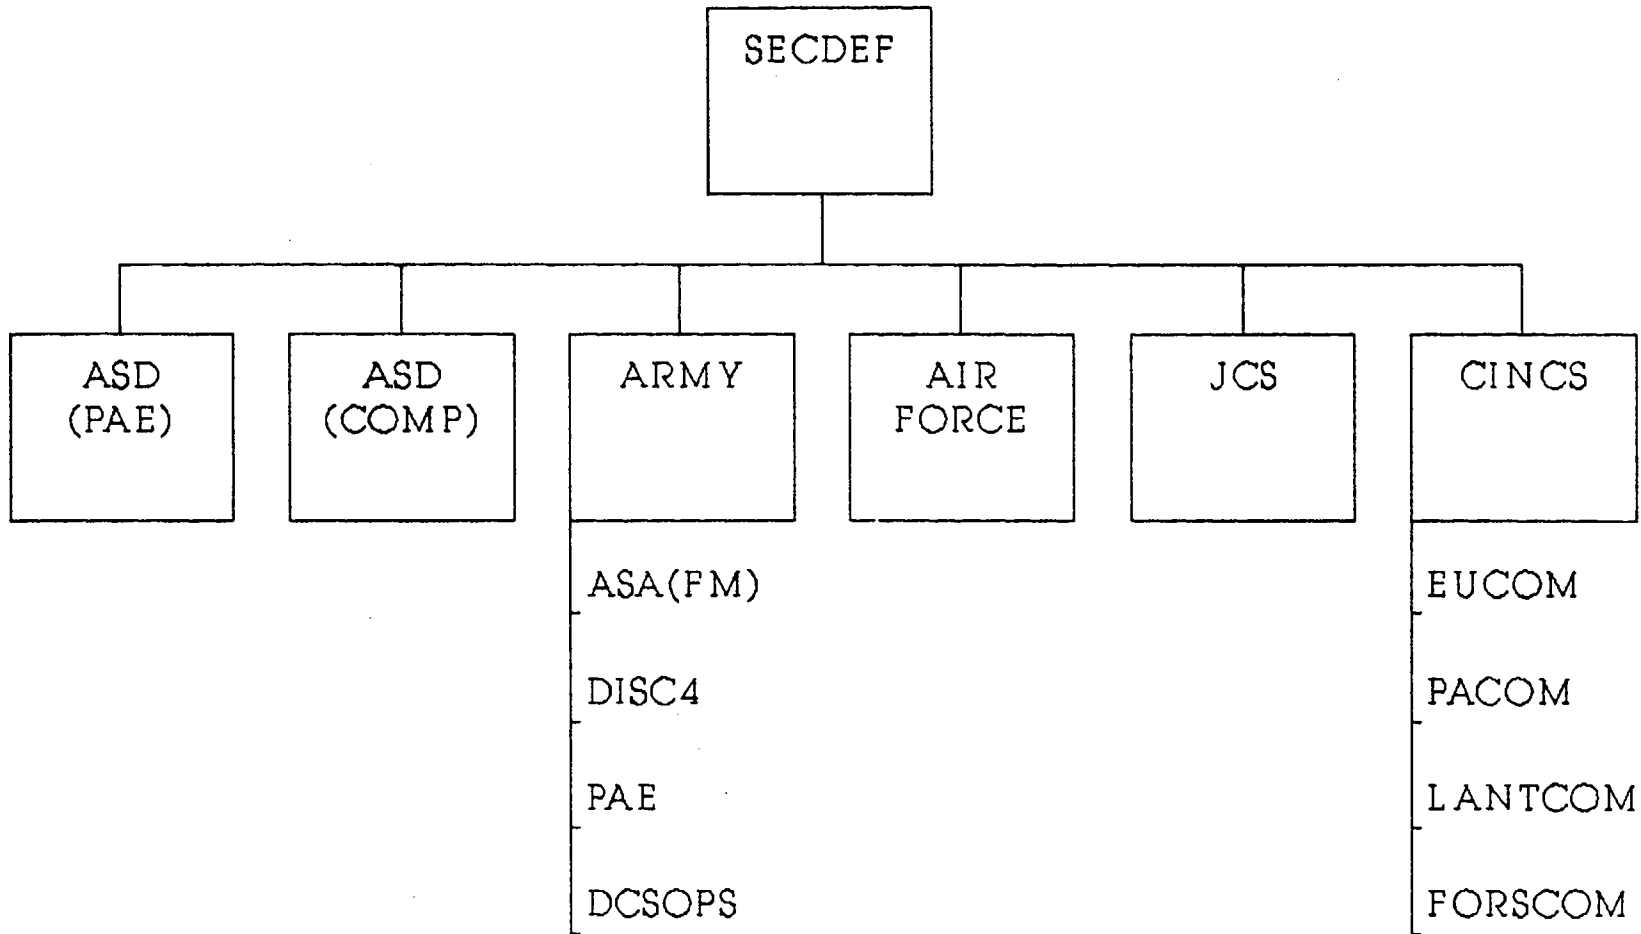 SECDEF
ASD
(PAE)
ASD
(COMP)
ARMY
AIR
FORCE
JCS
CINCS
ASA(FM)
DISC4
PAE
DCSOPS
EUCOM
PACOM
LANTCOM
FORSCOM